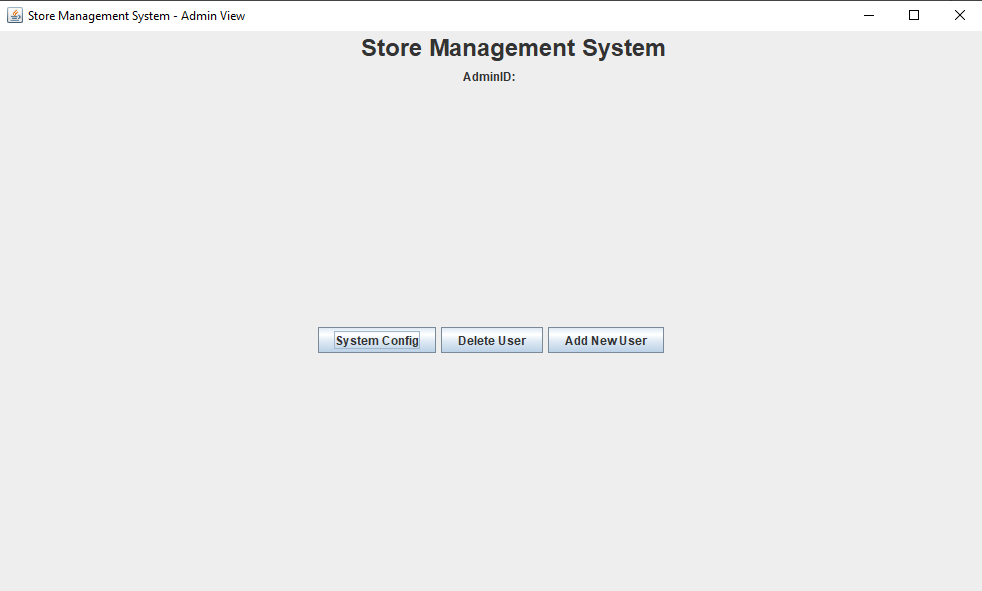 Store Management System - Admin View
Store Management System
AdminID:
System Config Delete User Add New User